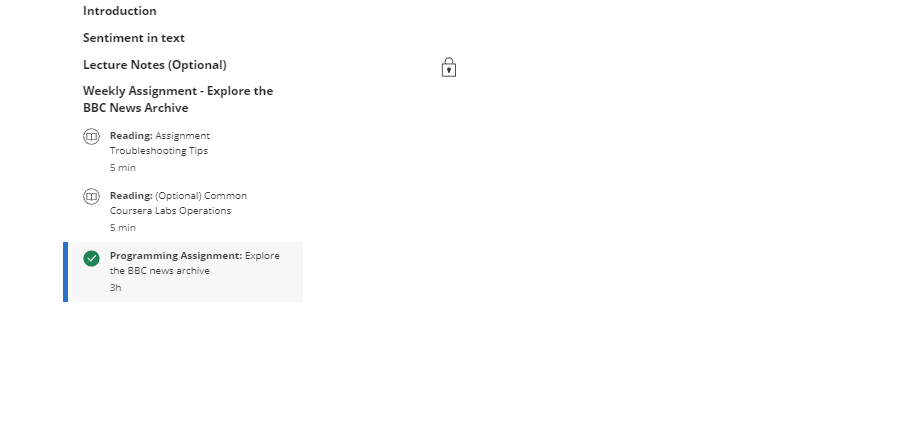 Introduction
Sentiment in text
Lecture Notes (Optional)
Weekly Assignment - Explore the
BBC News Archive
Reading: Assignment
Troubleshooting Tips
5 min
Reading: (Optional) Common
Coursera Labs Operations
5 min
Programming Assignment: Explore
the BBC news archive
3h